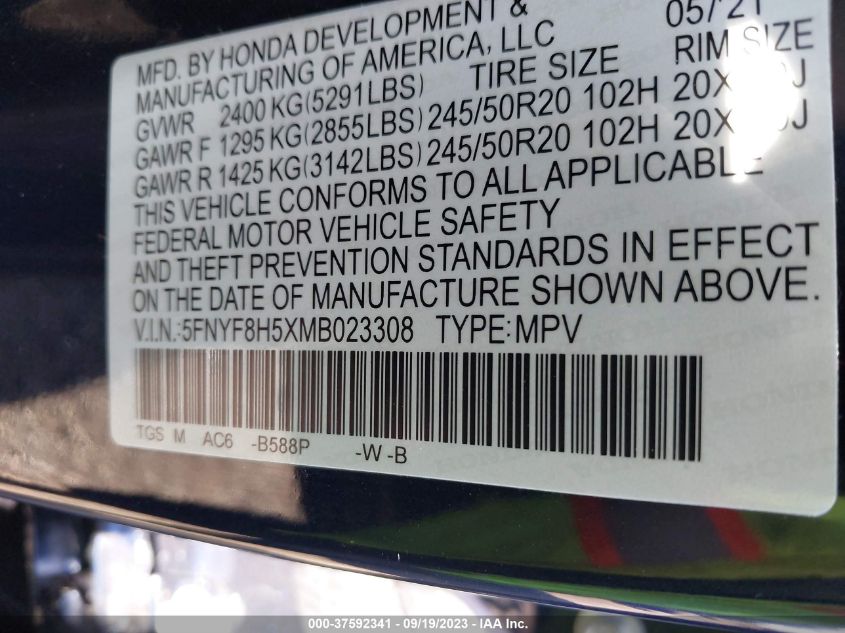 MFD. BY HONDA DEVELOPMENT & 05/21
MANUFACTURING OF AMERICA, LLC
GVWR 2400 KG(5291LBS) TIRE SIZE RIM SIZE
GAWR F 1295 KG(2855LBS) 245/50R20 102H
GAWR R 1425 KG(3142LBS) 245/50R20 102H
THIS VEHICLE CONFORMS TO ALL APPLICABLE
FEDERAL MOTOR VEHICLE SAFETY
AND THEFT PREVENTION STANDARDS IN EFFECT
ON THE DATE OF MANUFACTURE SHOWN ABOVE.
V.I.N.:5FNYF8H5XMB023308 TYPE:MPV
TGS M AC6 -B588P -W -B
000-37592341 - 09/19/2023 - IAA Inc.